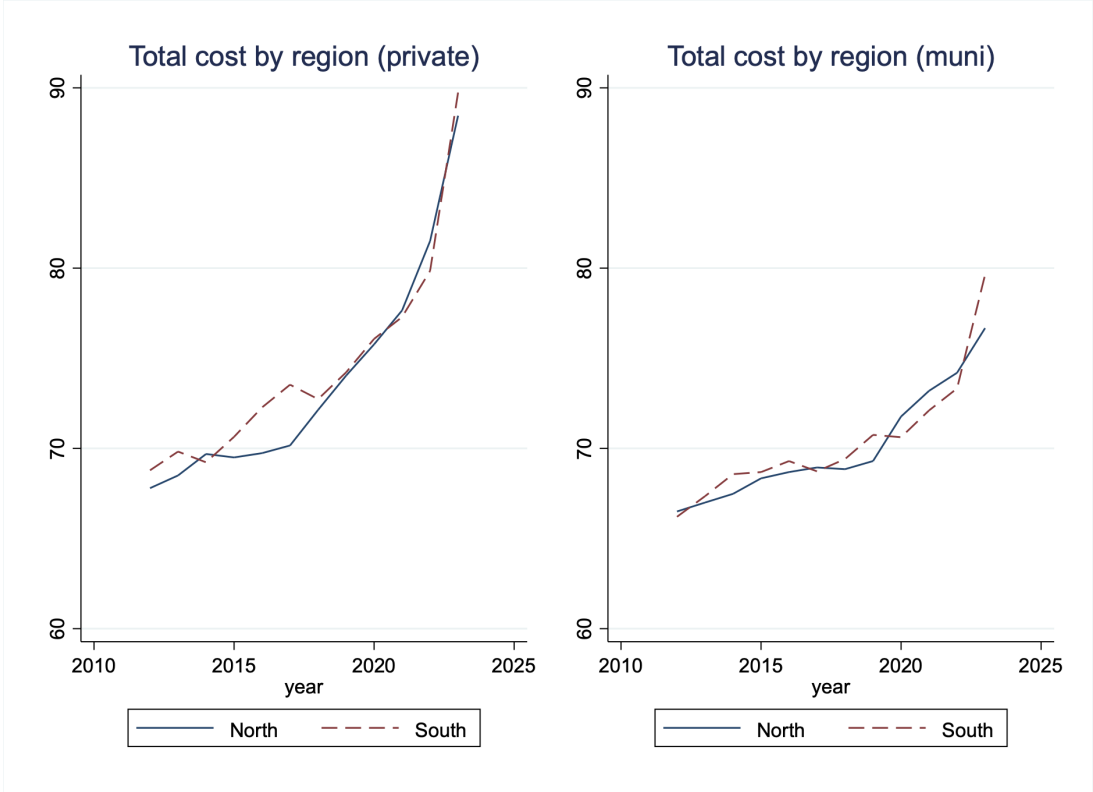 Total cost by region (private)
90
80
70
60
2010 2015 2020 2025
year
North South
Total cost by region (muni)
90
80
70
60
2010 2015 2020 2025
year
North South